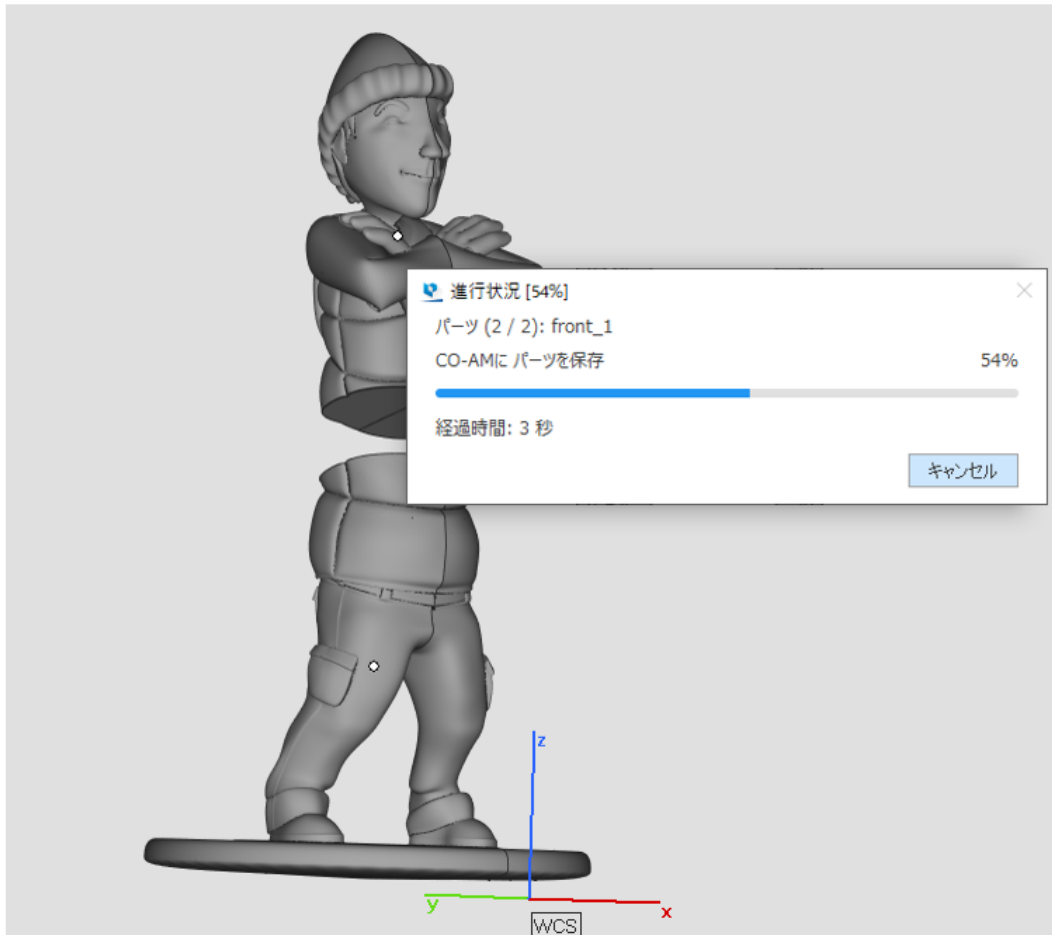 進行状況 [54%]
パーツ (2 / 2): front_1
CO-AMに パーツを保存 54%
経過時間: 3 秒
キャンセル
z
y
x
WCS